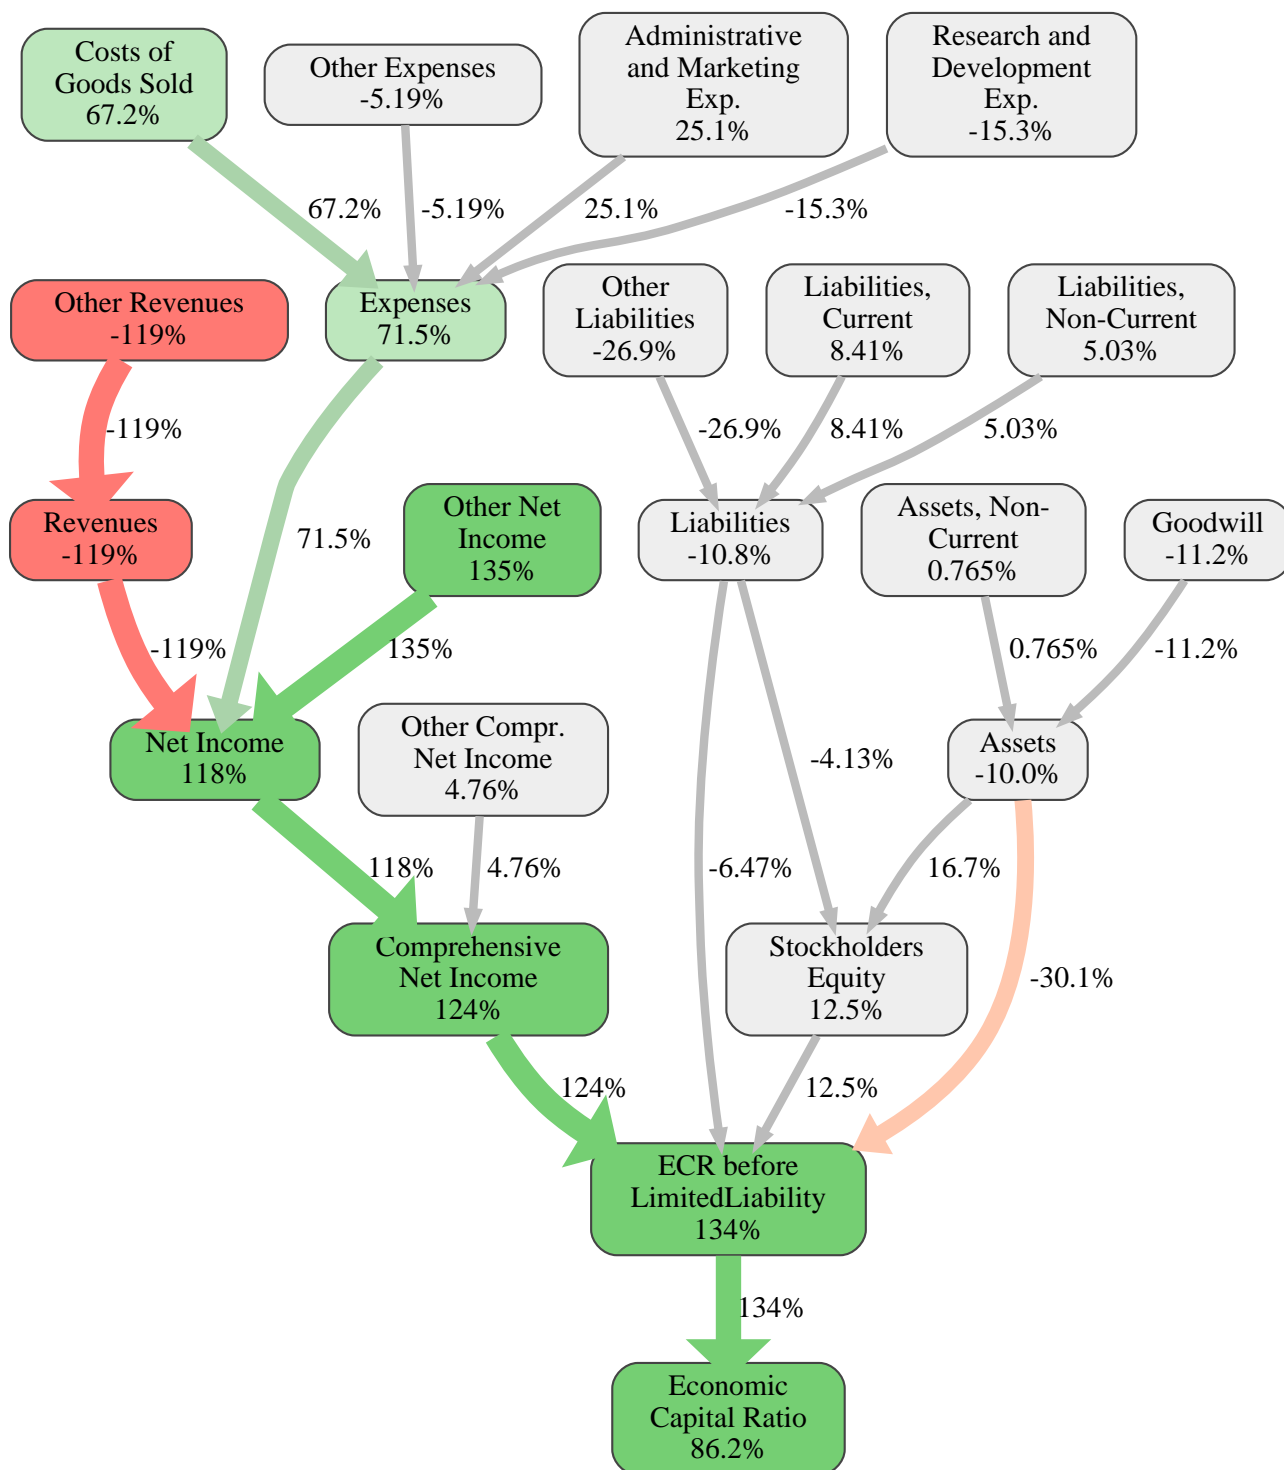 Costs of
Goods Sold
67.2%
Other Expenses
-5.19%
Administrative
and Marketing
Exp.
25.1%
Research and
Development
Exp.
-15.3%
67.2%
-5.19%
25.1%
-15.3%
Other Revenues
-119%
Expenses
71.5%
Other
Liabilities
-26.9%
Liabilities,
Current
8.41%
Liabilities,
Non-Current
5.03%
-119%
-26.9%
8.41%
5.03%
Revenues
-119%
71.5%
Other Net
Income
135%
Liabilities
-10.8%
Assets, Non-
Current
0.765%
Goodwill
-11.2%
-119%
135%
0.765%
-11.2%
Net Income
118%
Other Compr.
Net Income
4.76%
-4.13%
Assets
-10.0%
118%
4.76%
-6.47%
16.7%
Comprehensive
Net Income
124%
Stockholders
Equity
12.5%
-30.1%
124%
12.5%
ECR before
LimitedLiability
134%
134%
Economic
Capital Ratio
86.2%